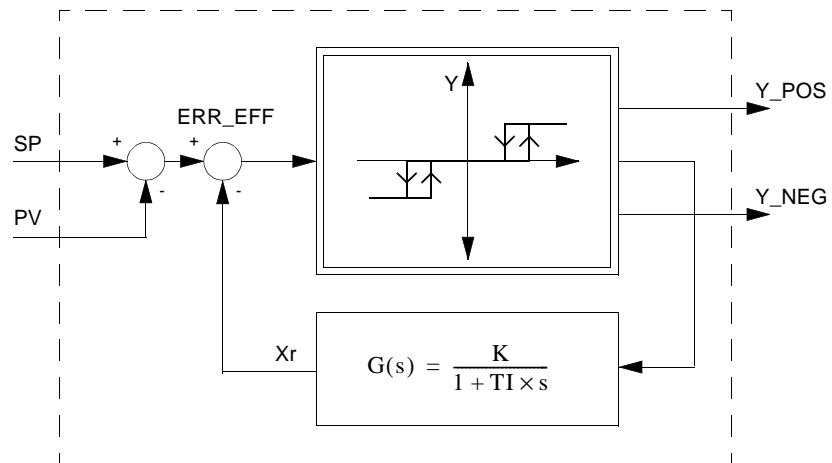 Y
Y_POS
ERR_EFF
SP
+
+
-
-
PV
Y_NEG
Xr
G(s) = K / 1 + TI × s